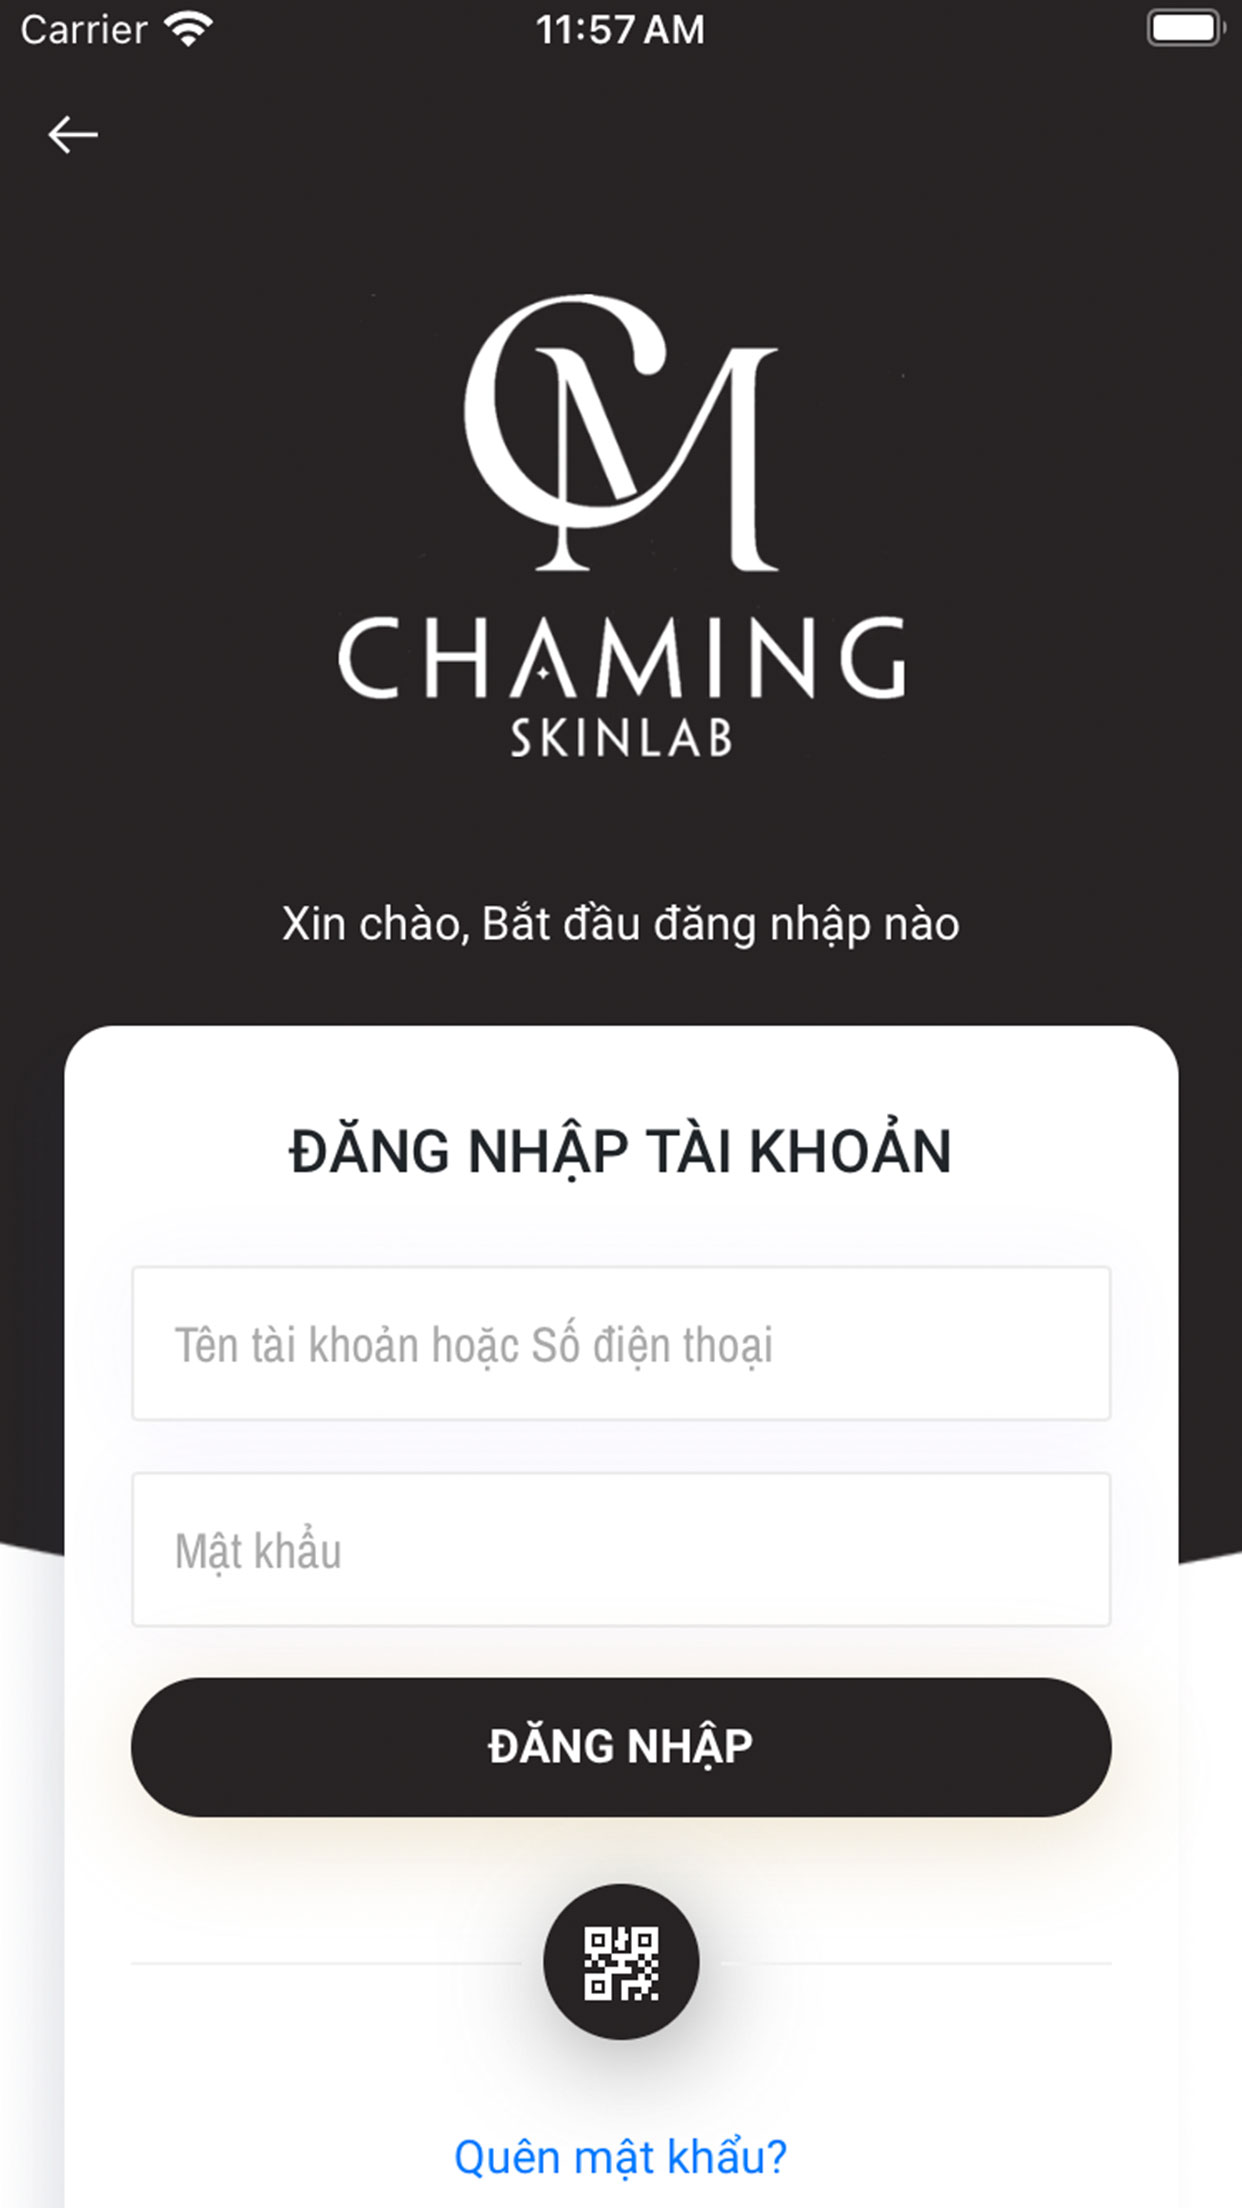 Carrier
11:57 AM
CM
CHAMING
SKINLAB
Xin chào, Bắt đầu đăng nhập nào
ĐĂNG NHẬP TÀI KHOẢN
Tên tài khoản hoặc Số điện thoại
Mật khẩu
ĐĂNG NHẬP
Quên mật khẩu?